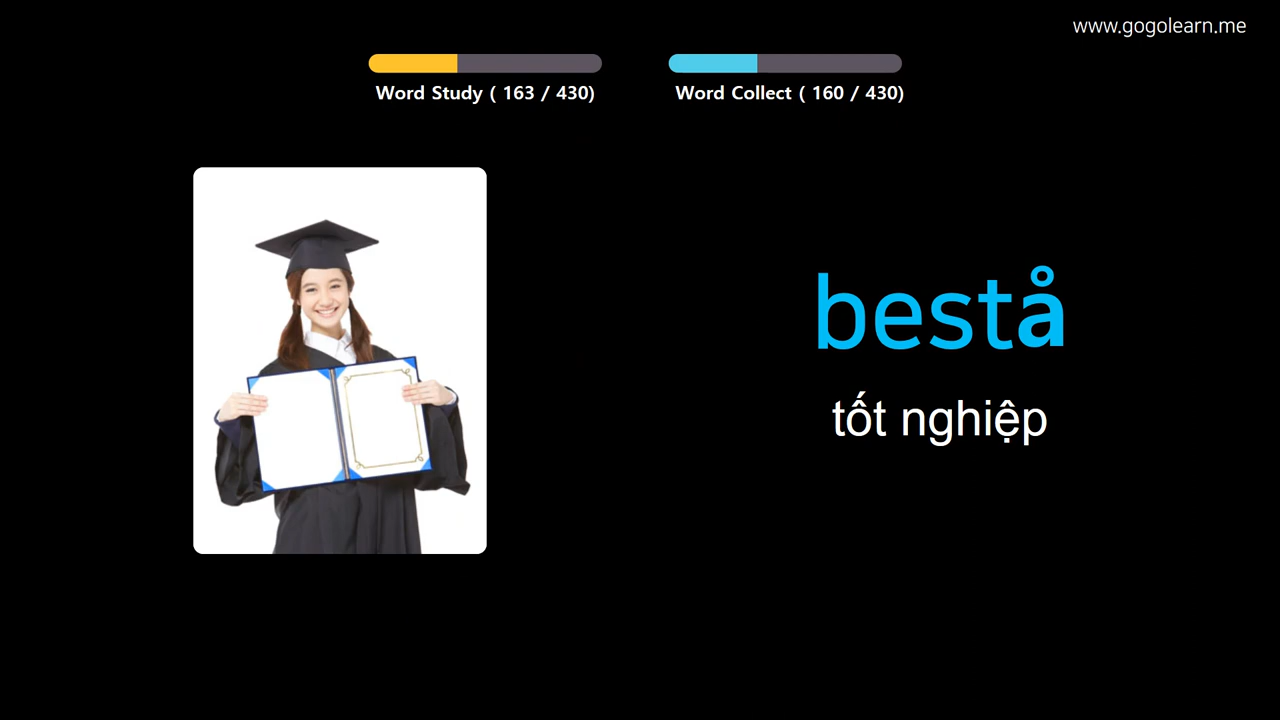 www.gogolearn.me
Word Study ( 163 / 430)
Word Collect ( 160 / 430)
bestå
tốt nghiệp